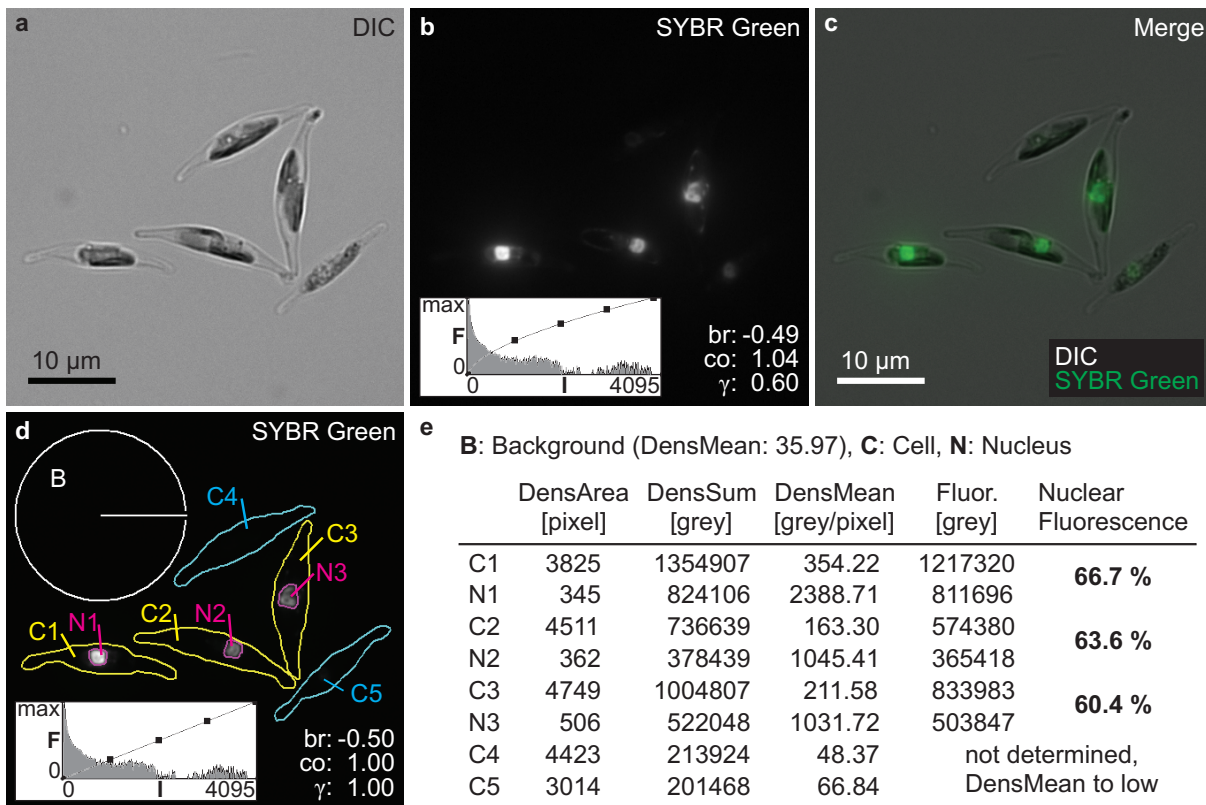 a
DIC
10 µm
b
SYBR Green
max
F
0
0
I
4095
br: -0.49
co: 1.04
γ: 0.60
c
Merge
DIC
SYBR Green
10 µm
d
SYBR Green
B
C4
C3
N3
N2
C2
N1
C1
C5
max
F
0
0
I
4095
br: -0.50
co: 1.00
γ: 1.00
e
B: Background (DensMean: 35.97), C: Cell, N: Nucleus
DensArea DensSum DensMean Fluor. Nuclear
[pixel] [grey] [grey/pixel] [grey] Fluorescence
C1 3825 1354907 354.22 1217320
66.7 %
N1 345 824106 2388.71 811696
C2 4511 736639 163.30 574380
63.6 %
N2 362 378439 1045.41 365418
C3 4749 1004807 211.58 833983
60.4 %
N3 506 522048 1031.72 503847
C4 4423 213924 48.37 not determined,
C5 3014 201468 66.84 DensMean to low